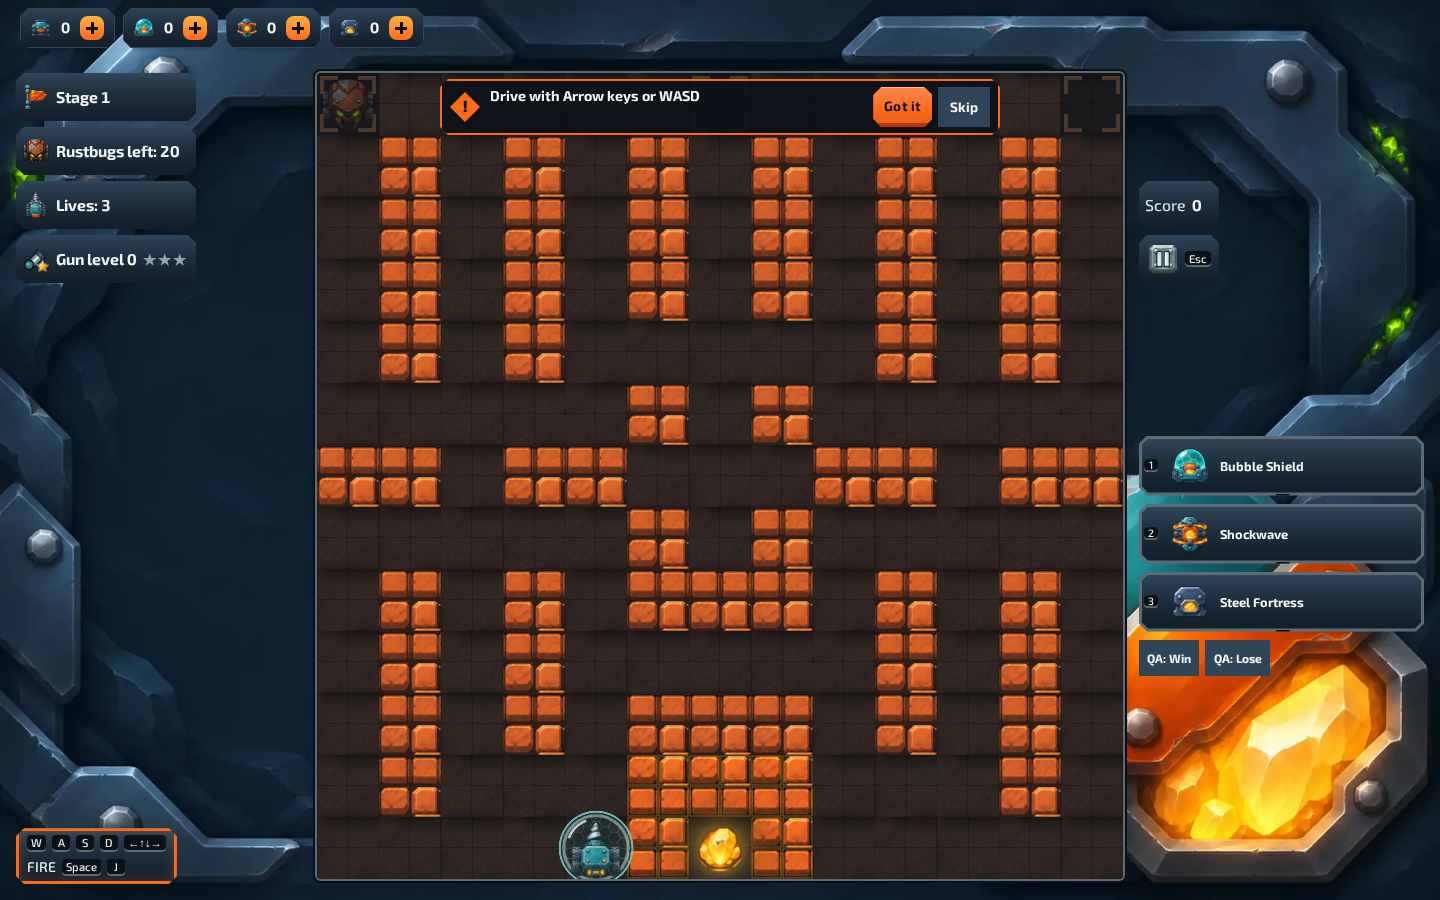 0
0
0
0
Stage 1
Rustbugs left: 20
Lives: 3
Gun level 0
! Drive with Arrow keys or WASD
Got it
Skip
Score 0
Esc
1 Bubble Shield
2 Shockwave
3 Steel Fortress
QA: Win
QA: Lose
W A S D ←↑↓→
FIRE Space J